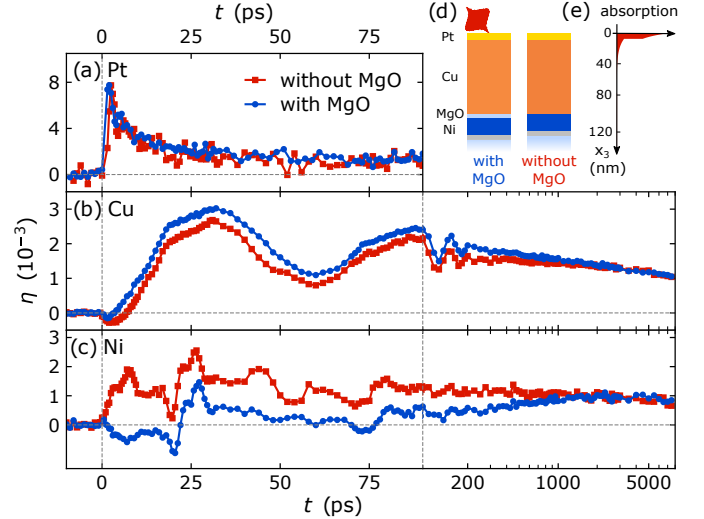 t (ps)
0 25 50 75
(a) Pt
without MgO
with MgO
8
4
0
(d)
Pt
Cu
MgO
Ni
with MgO
without MgO
(e)
absorption
0
40
80
120
x₃ (nm)
(b) Cu
3
2
1
0
η (10⁻³)
(c) Ni
3
2
1
0
0 25 50 75 200 1000 5000
t (ps)